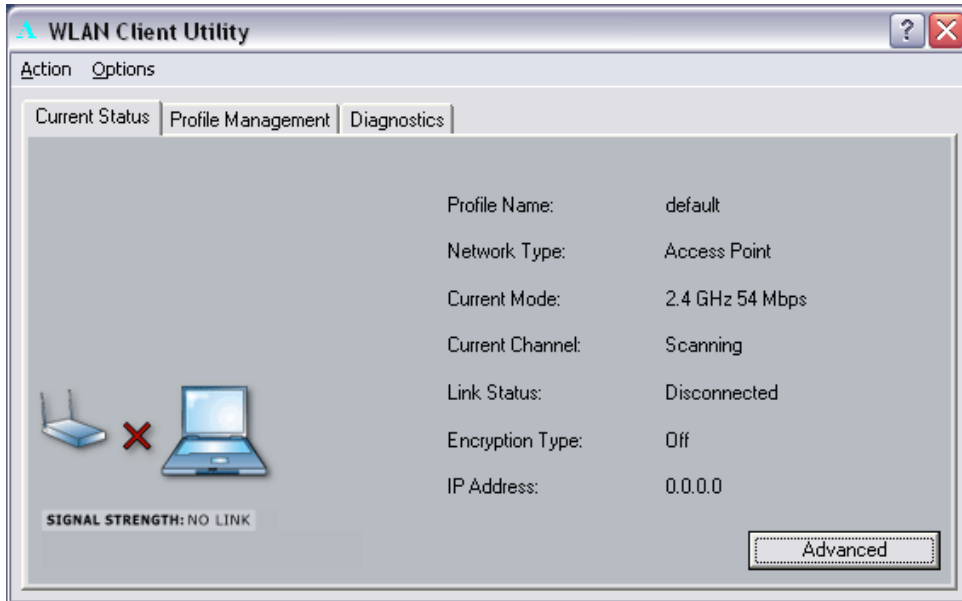 WLAN Client Utility
Action Options
Current Status Profile Management Diagnostics
Profile Name: default
Network Type: Access Point
Current Mode: 2.4 GHz 54 Mbps
Current Channel: Scanning
Link Status: Disconnected
Encryption Type: Off
IP Address: 0.0.0.0
SIGNAL STRENGTH: NO LINK
Advanced